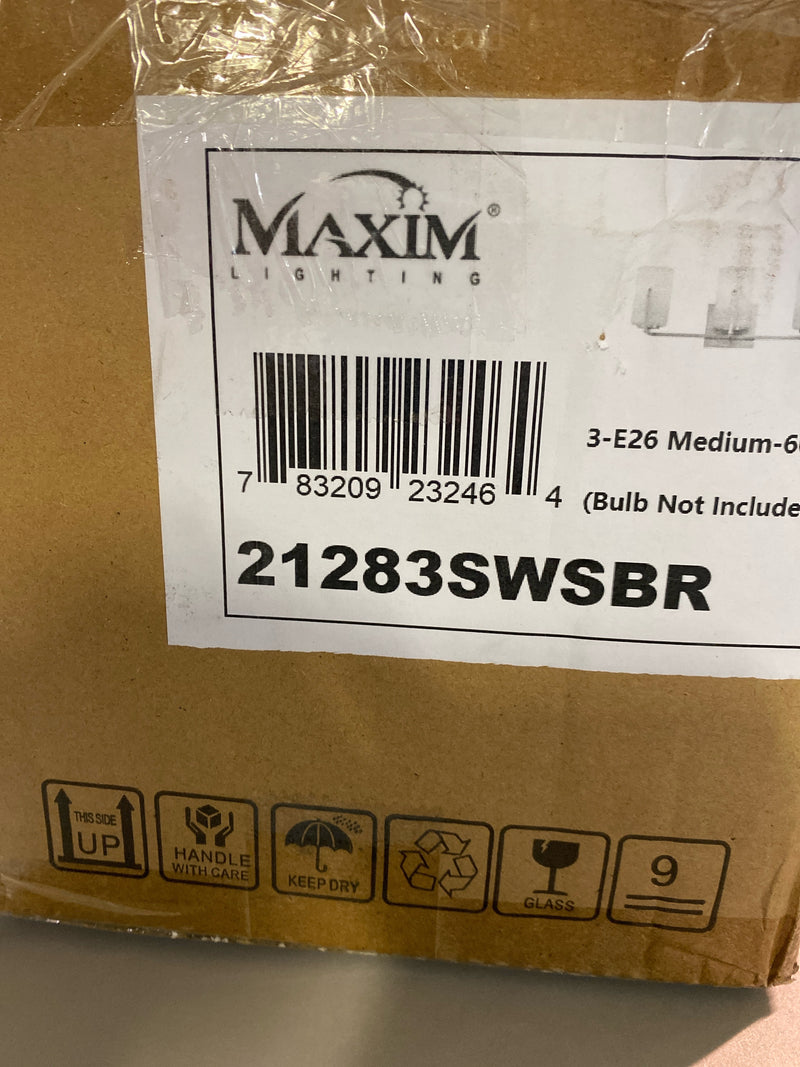 MAXIM®
LIGHTING
3-E26 Medium-6
7 83209 23246 4
(Bulb Not Include
21283SWSBR
THIS SIDE
UP
HANDLE
WITH CARE
KEEP DRY
GLASS
9